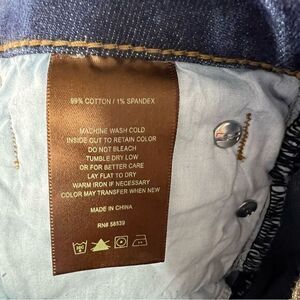 99% COTTON / 1% SPANDEX
MACHINE WASH COLD
INSIDE OUT TO RETAIN COLOR
DO NOT BLEACH
TUMBLE DRY LOW
OR FOR BETTER CARE
LAY FLAT TO DRY
WARM IRON IF NECESSARY
COLOR MAY TRANSFER WHEN NEW
MADE IN CHINA
RN# 58539